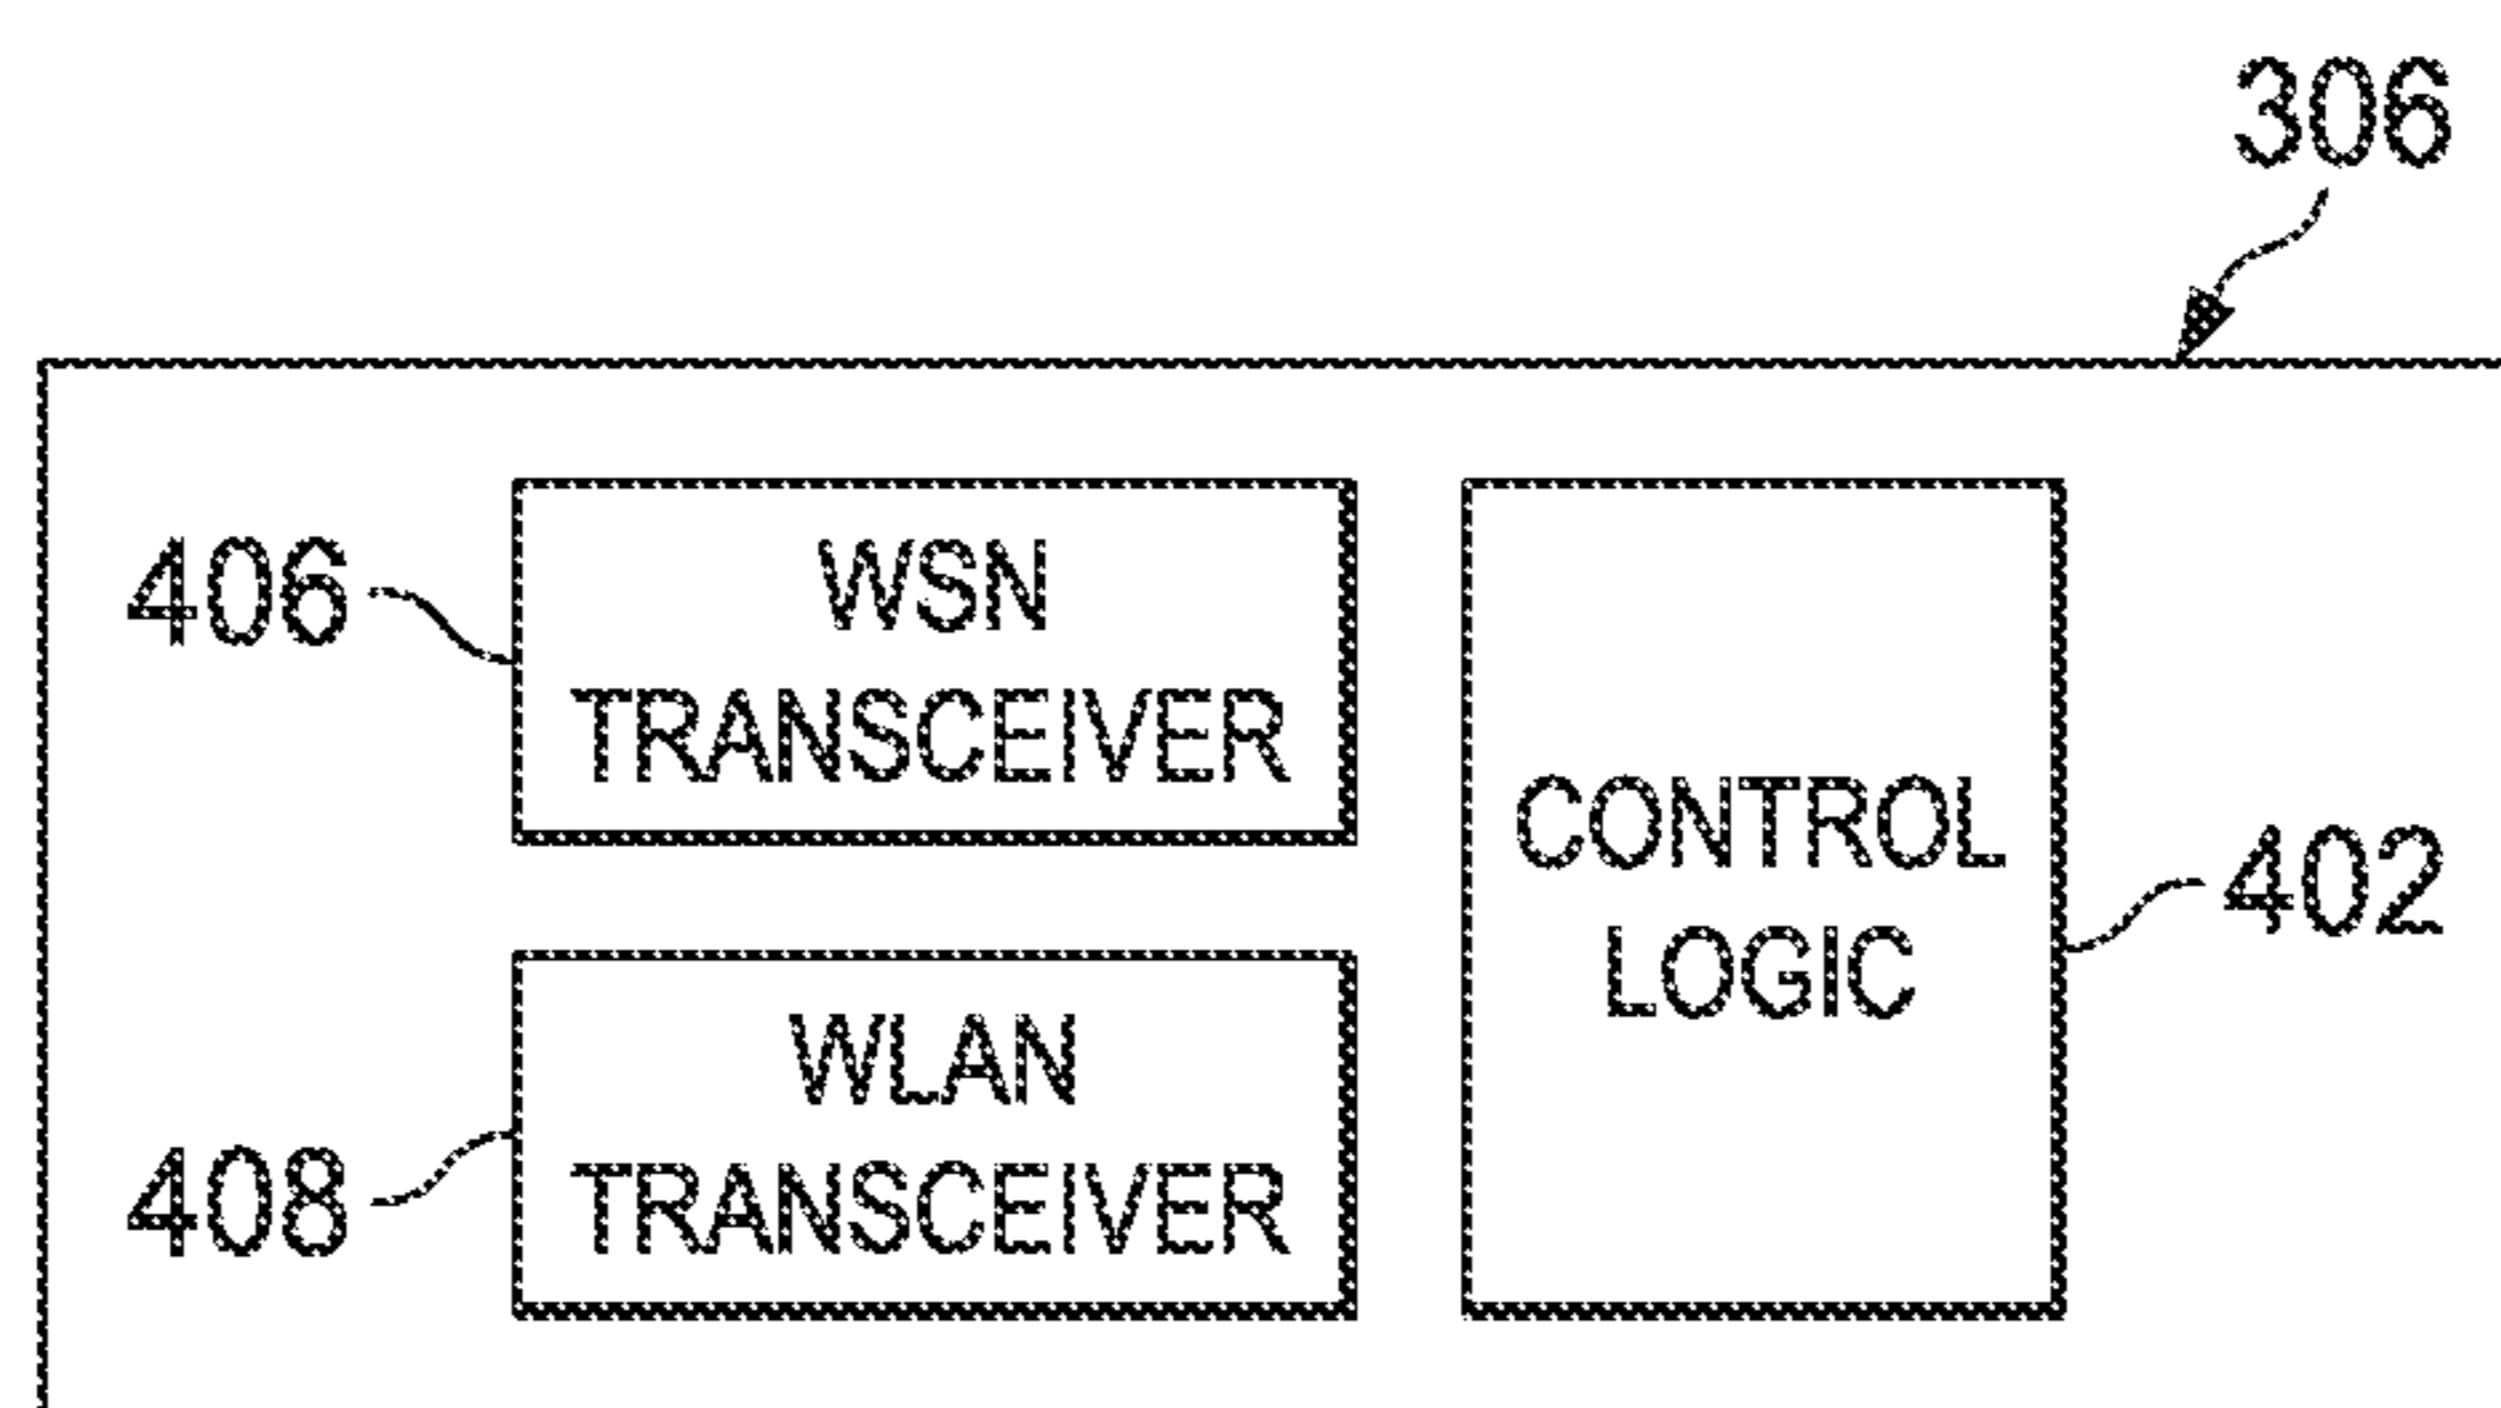 306
406
WSN
TRANSCEIVER
CONTROL
LOGIC
402
WLAN
TRANSCEIVER
408